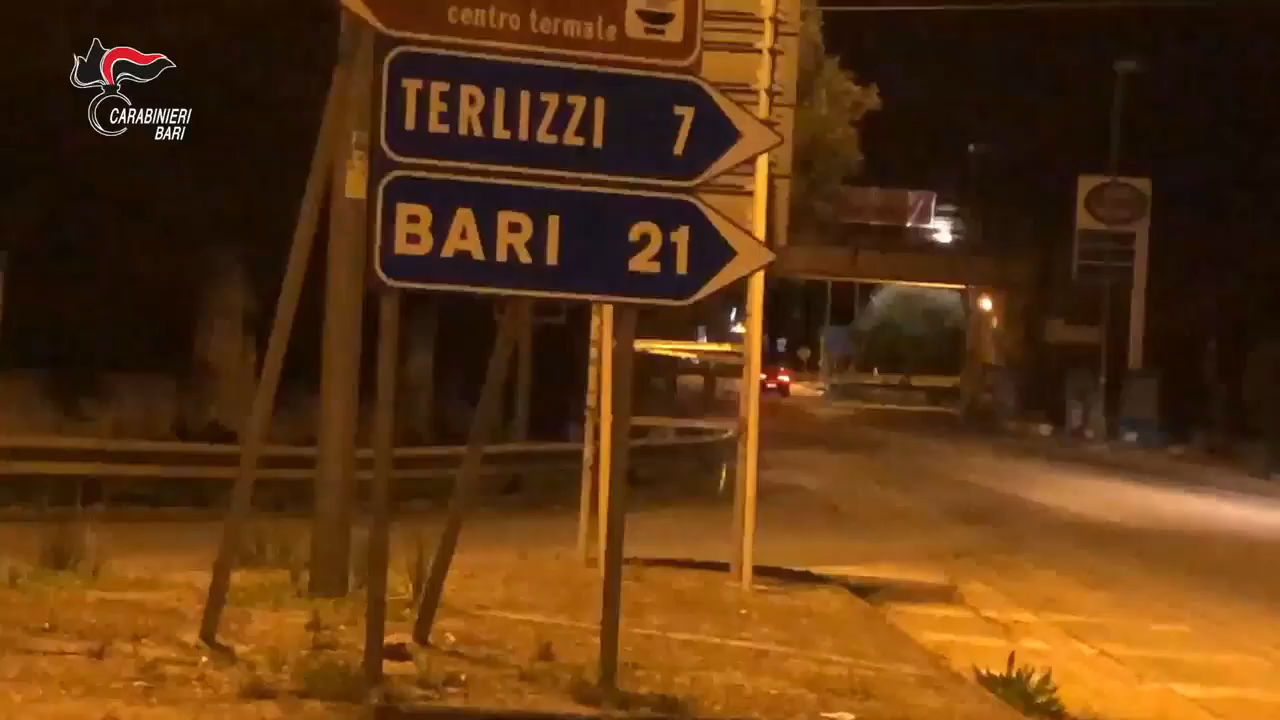 centro termale
CARABINIERI
BARI
TERLIZZI 7
BARI 21